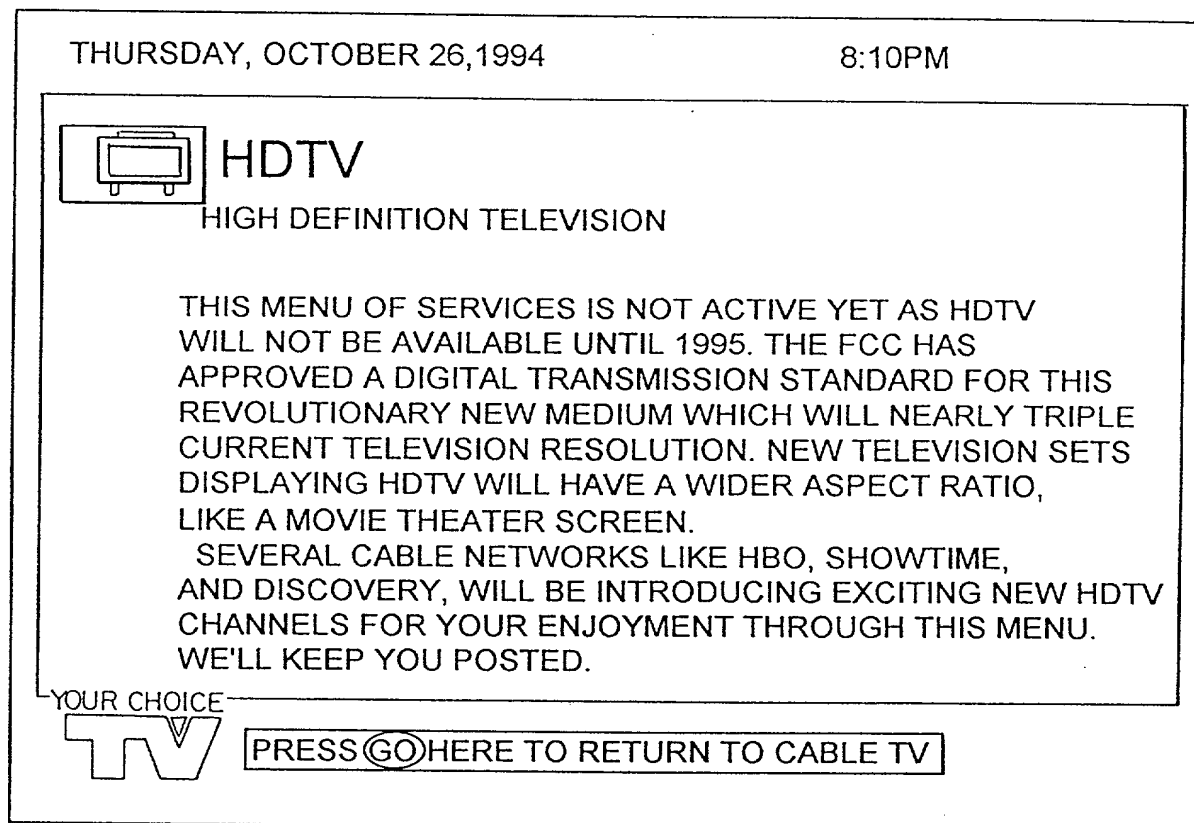 THURSDAY, OCTOBER 26,1994 8:10PM
HDTV
HIGH DEFINITION TELEVISION
THIS MENU OF SERVICES IS NOT ACTIVE YET AS HDTV
WILL NOT BE AVAILABLE UNTIL 1995. THE FCC HAS
APPROVED A DIGITAL TRANSMISSION STANDARD FOR THIS
REVOLUTIONARY NEW MEDIUM WHICH WILL NEARLY TRIPLE
CURRENT TELEVISION RESOLUTION. NEW TELEVISION SETS
DISPLAYING HDTV WILL HAVE A WIDER ASPECT RATIO,
LIKE A MOVIE THEATER SCREEN.
SEVERAL CABLE NETWORKS LIKE HBO, SHOWTIME,
AND DISCOVERY, WILL BE INTRODUCING EXCITING NEW HDTV
CHANNELS FOR YOUR ENJOYMENT THROUGH THIS MENU.
WE'LL KEEP YOU POSTED.
YOUR CHOICE
TV
PRESS GO HERE TO RETURN TO CABLE TV